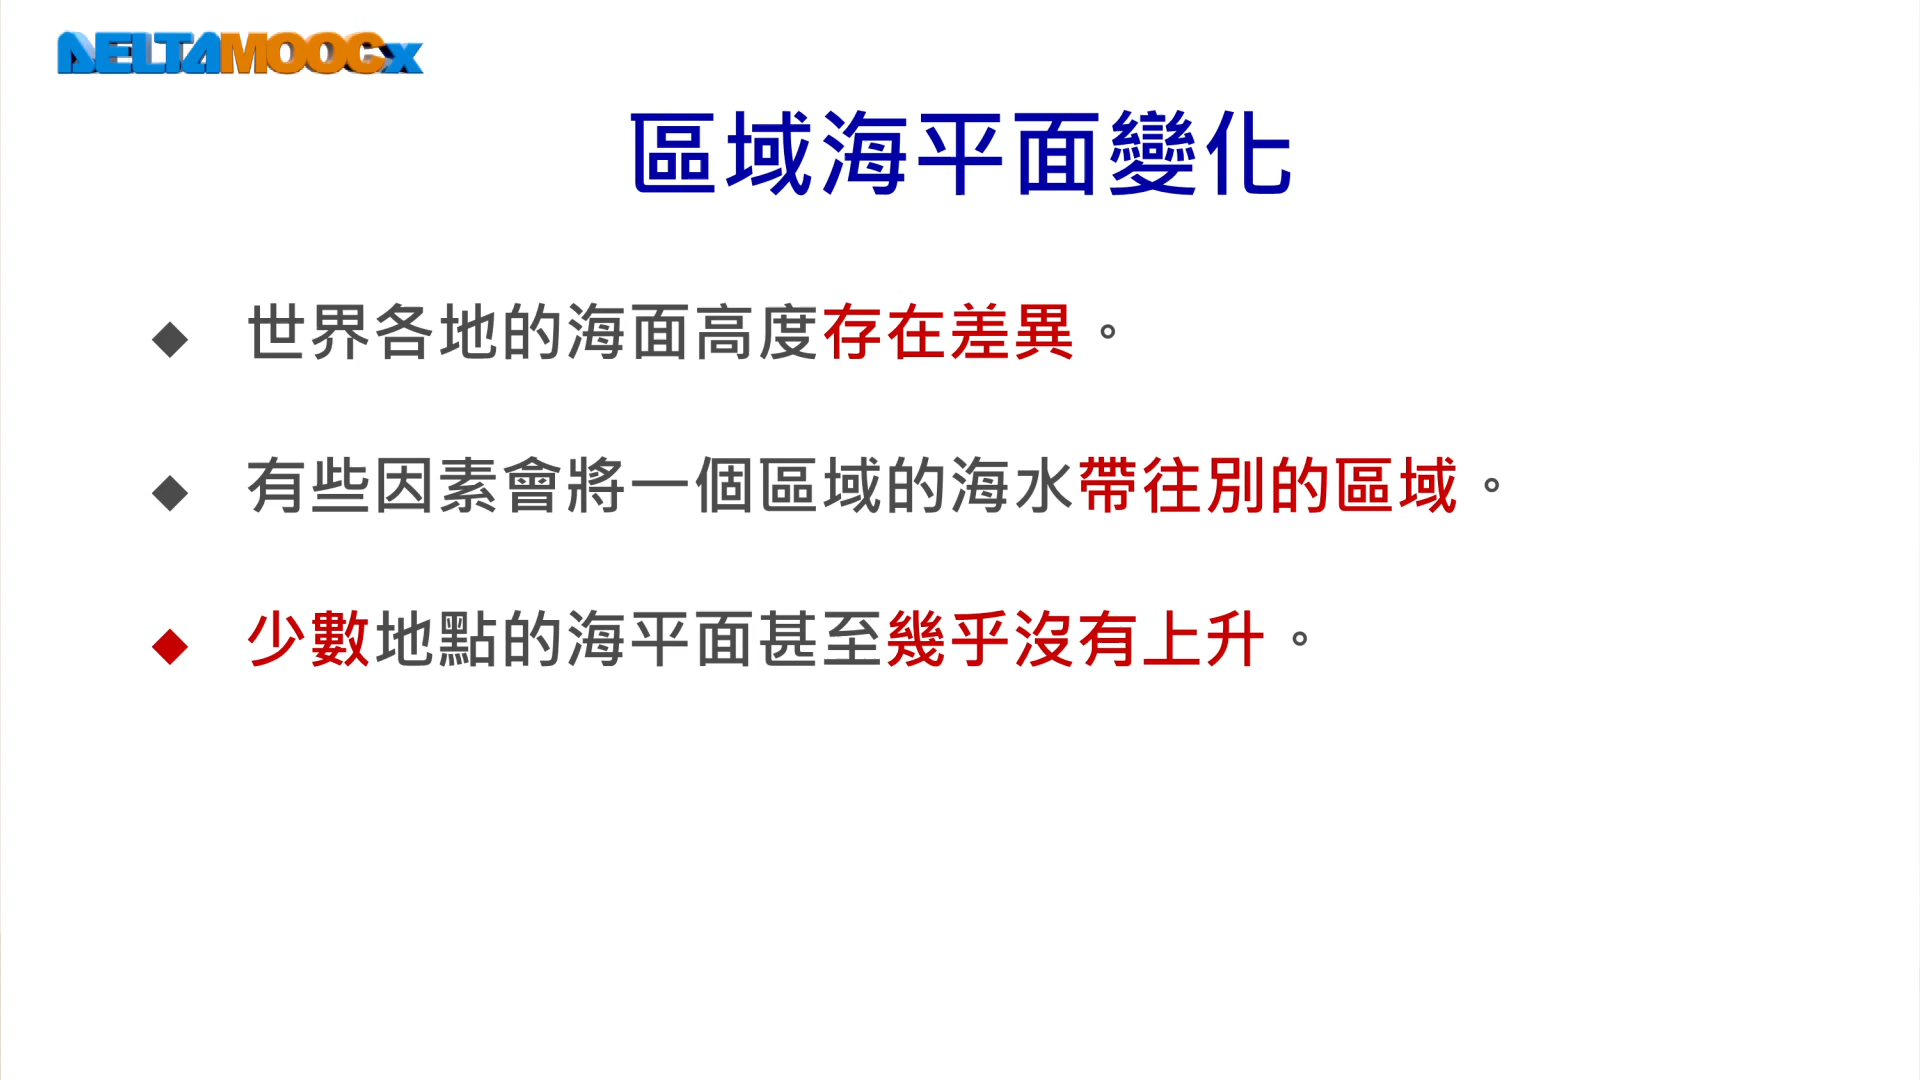 DELTAMOOCx
區域海平面變化
◆ 世界各地的海面高度存在差異。
◆ 有些因素會將一個區域的海水帶往別的區域。
◆ 少數地點的海平面甚至幾乎沒有上升。